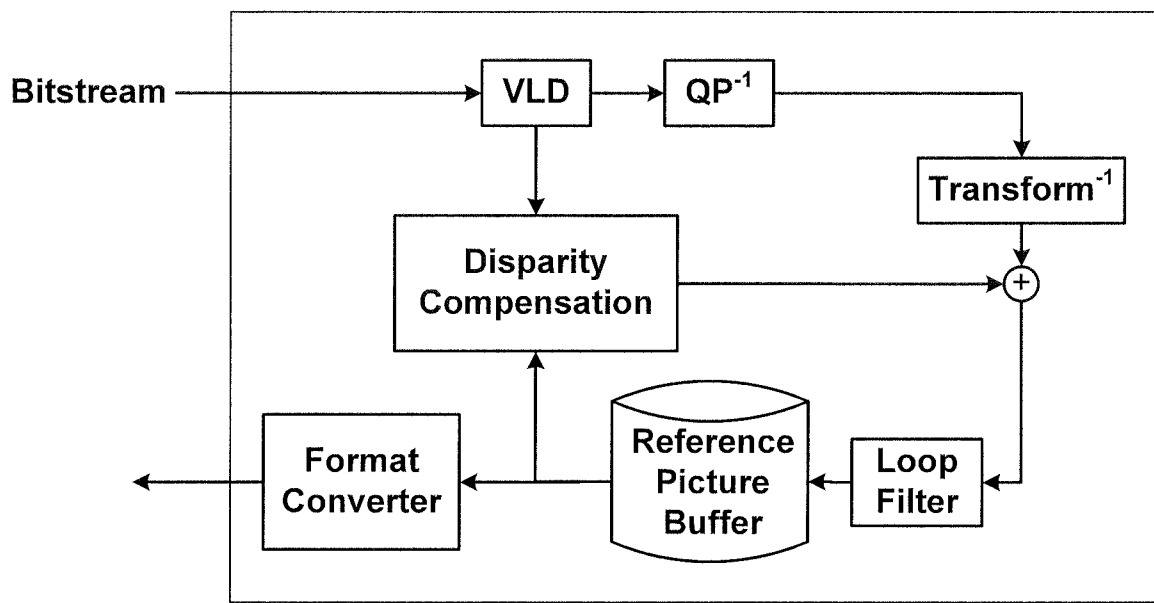 Bitstream
VLD
QP⁻¹
Transform⁻¹
Disparity
Compensation
+
Format
Converter
Reference
Picture
Buffer
Loop
Filter